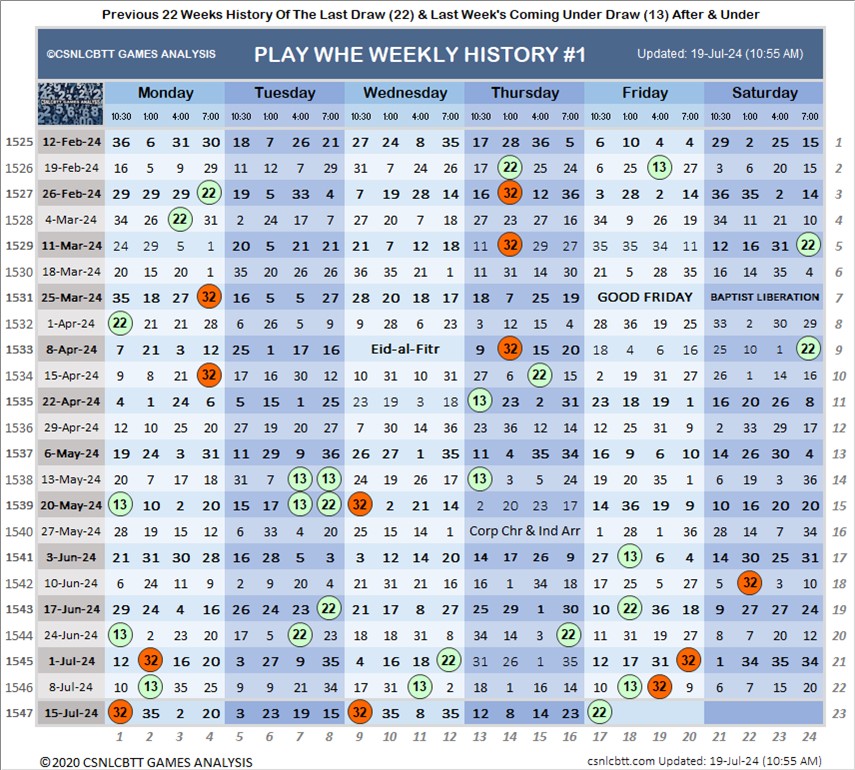 Previous 22 Weeks History Of The Last Draw (22) & Last Week's Coming Under Draw (13) After & Under
©CSNLCBTT GAMES ANALYSIS PLAY WHE WEEKLY HISTORY #1 Updated: 19-Jul-24 (10:55 AM)
CSNLCBTT GAMES ANALYSIS Monday Tuesday Wednesday Thursday Friday Saturday
10:30 1:00 4:00 7:00 10:30 1:00 4:00 7:00 10:30 1:00 4:00 7:00 10:30 1:00 4:00 7:00 10:30 1:00 4:00 7:00 10:30 1:00 4:00 7:00
1525 12-Feb-24 36 6 31 30 18 7 26 21 27 24 8 35 17 28 36 5 6 10 4 4 29 2 25 15 1
1526 19-Feb-24 16 5 9 29 11 12 7 29 31 7 24 26 17 22 25 24 6 25 13 27 3 6 20 15 2
1527 26-Feb-24 29 29 29 22 19 5 33 4 7 19 28 14 16 32 12 36 3 28 2 14 36 35 2 14 3
1528 4-Mar-24 34 26 22 31 2 24 17 7 27 20 7 18 27 23 27 16 34 9 26 19 34 11 21 10 4
1529 11-Mar-24 24 29 5 1 20 5 21 21 21 7 12 18 11 32 29 27 35 35 34 11 12 16 31 22 5
1530 18-Mar-24 20 15 20 1 35 20 26 26 36 35 21 1 11 31 14 30 21 5 28 35 16 14 35 4 6
1531 25-Mar-24 35 18 27 32 16 5 5 27 28 20 18 17 18 7 25 19 GOOD FRIDAY BAPTIST LIBERATION 7
1532 1-Apr-24 22 21 21 28 6 26 5 9 9 28 6 23 3 12 15 4 28 36 19 25 33 2 30 29 8
1533 8-Apr-24 7 21 3 12 25 1 17 16 Eid-al-Fitr 9 32 15 20 18 4 6 16 25 10 1 22 9
1534 15-Apr-24 9 8 21 32 17 16 30 12 10 31 10 31 27 6 22 15 2 19 31 27 26 1 14 16 10
1535 22-Apr-24 4 1 24 6 5 15 1 25 23 19 3 18 13 23 2 31 23 18 19 1 16 20 26 8 11
1536 29-Apr-24 12 10 25 20 27 19 20 27 7 30 14 36 23 36 12 14 12 25 9 31 2 33 29 17 12
1537 6-May-24 19 24 3 31 11 29 9 36 26 27 1 35 11 4 35 34 16 9 6 10 14 26 30 4 13
1538 13-May-24 20 7 17 18 31 7 13 13 24 19 26 17 13 3 5 24 19 20 35 1 6 19 3 36 14
1539 20-May-24 13 10 2 20 15 17 13 22 32 2 21 14 2 20 23 17 14 36 19 9 10 16 20 20 15
1540 27-May-24 28 19 15 12 6 33 4 20 25 15 14 1 Corp Chr & Ind Arr 1 28 1 36 28 14 7 34 16
1541 3-Jun-24 21 31 30 28 16 28 5 3 3 12 14 20 14 17 26 9 27 13 6 4 14 30 25 31 17
1542 10-Jun-24 6 24 11 9 2 9 20 4 21 31 21 16 16 1 34 18 17 25 5 27 5 32 3 10 18
1543 17-Jun-24 29 24 4 16 26 24 23 22 21 17 8 27 25 29 1 30 10 22 36 18 9 27 27 24 19
1544 24-Jun-24 13 2 23 20 17 5 22 23 18 18 31 8 34 14 3 22 11 31 19 27 8 7 20 12 20
1545 1-Jul-24 12 32 16 20 3 27 9 35 4 16 18 22 31 26 1 35 12 17 31 32 1 34 35 34 21
1546 8-Jul-24 10 13 35 25 9 9 21 34 17 11 13 2 18 1 16 14 10 13 32 9 6 7 15 20 22
1547 15-Jul-24 32 35 2 20 3 23 19 15 32 35 8 35 12 8 14 23 22 23
1 2 3 4 5 6 7 8 9 10 11 12 13 14 15 16 17 18 19 20 21 22 23 24
©2020 CSNLCBTT GAMES ANALYSIS csnlcbtt.com Updated: 19-Jul-24 (10:55 AM)